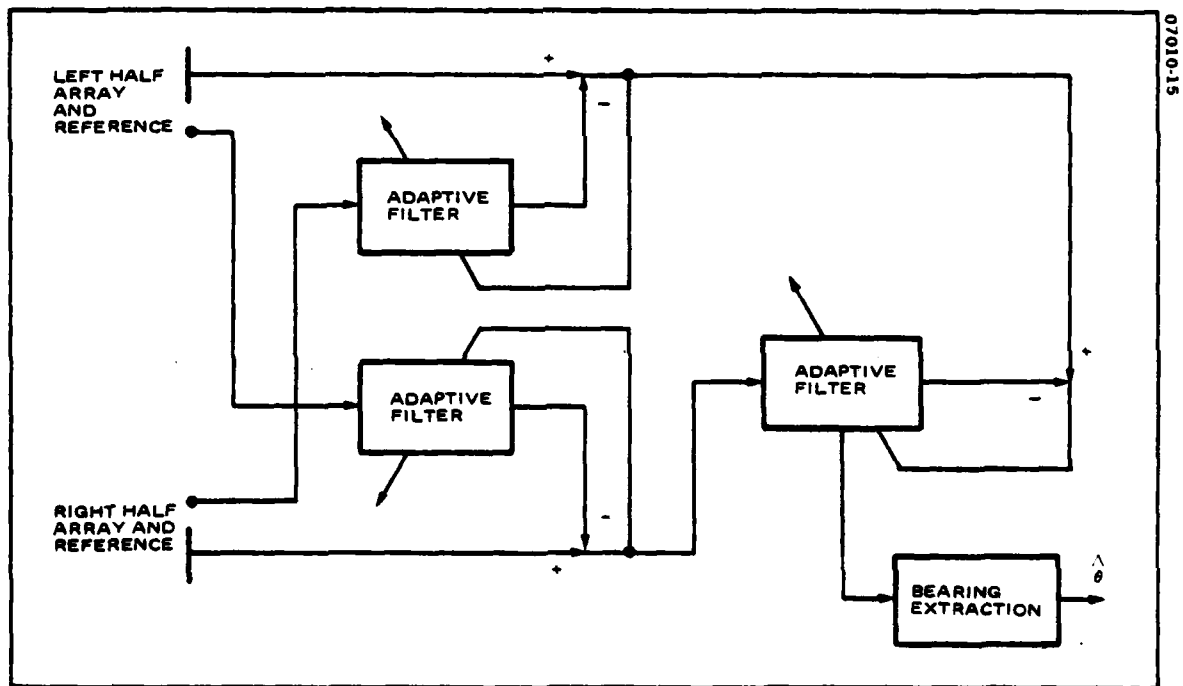 07010-15
LEFT HALF
ARRAY
AND
REFERENCE
+
-
ADAPTIVE
FILTER
ADAPTIVE
FILTER
ADAPTIVE
FILTER
+
-
RIGHT HALF
ARRAY AND
REFERENCE
-
+
BEARING
EXTRACTION
θ̂